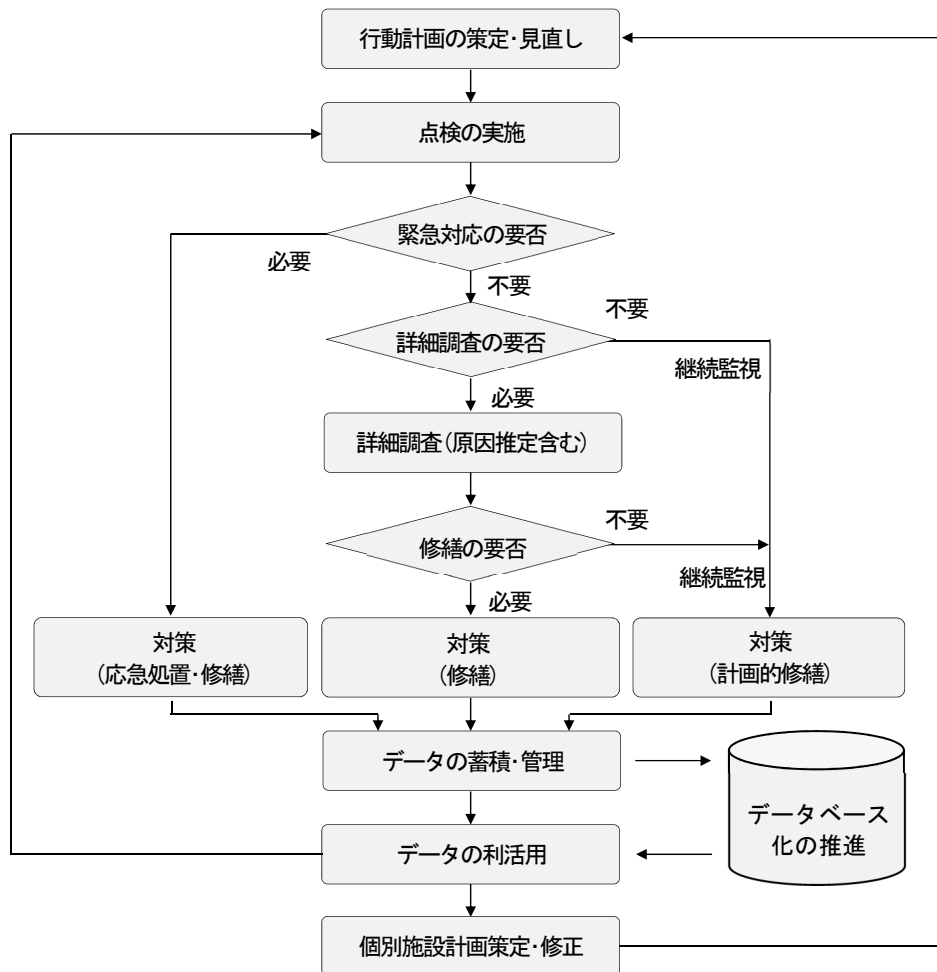 行動計画の策定・見直し
点検の実施
緊急対応の要否
必要
不要
詳細調査の要否
不要
継続監視
必要
詳細調査(原因推定含む)
修繕の要否
不要
継続監視
必要
対策
(応急処置・修繕)
対策
(修繕)
対策
(計画的修繕)
データの蓄積・管理
データベース
化の推進
データの利活用
個別施設計画策定・修正